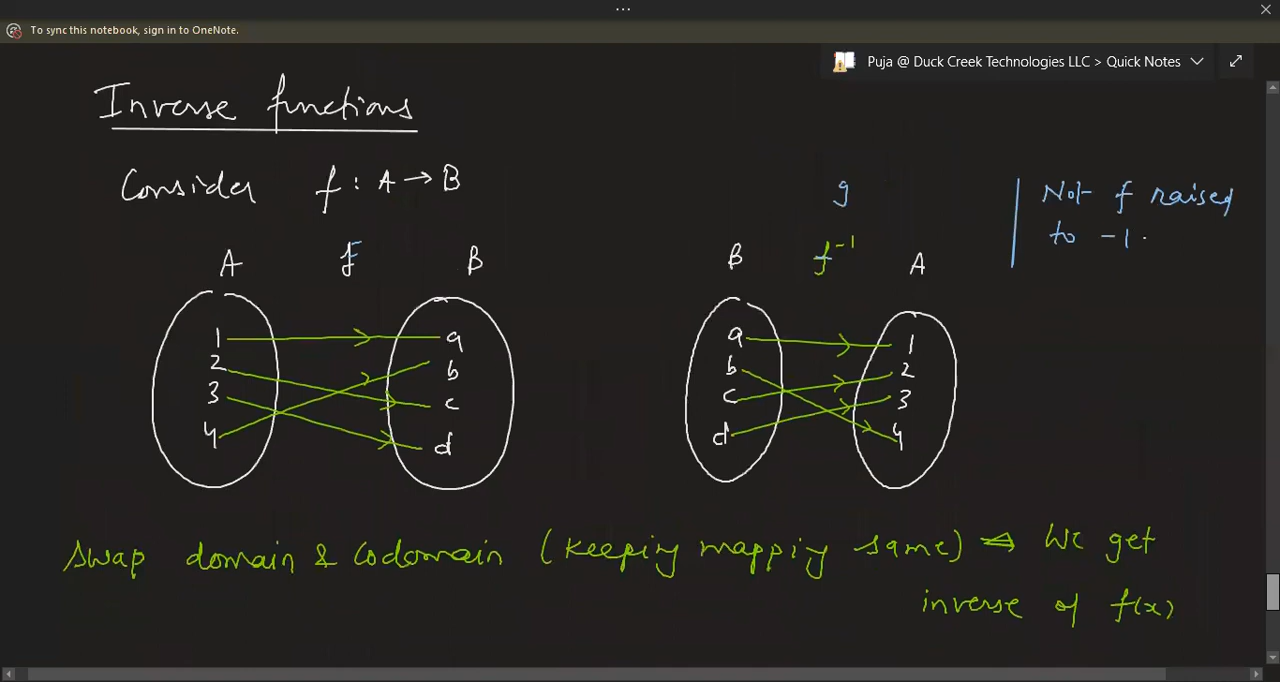 To sync this notebook, sign in to OneNote.
Puja @ Duck Creek Technologies LLC > Quick Notes
Inverse functions
Consider f : A → B
g
Not f raised
to -1.
A f B
B f⁻¹ A
1 a
2 b
3 c
4 d
a 1
b 2
c 3
d 4
Swap domain & codomain (keepiy mappiy same) ⇒ We get
inverse of f(x)